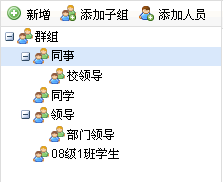 新增 添加子组 添加人员
群组
同事
校领导
同学
领导
部门领导
08级1班学生